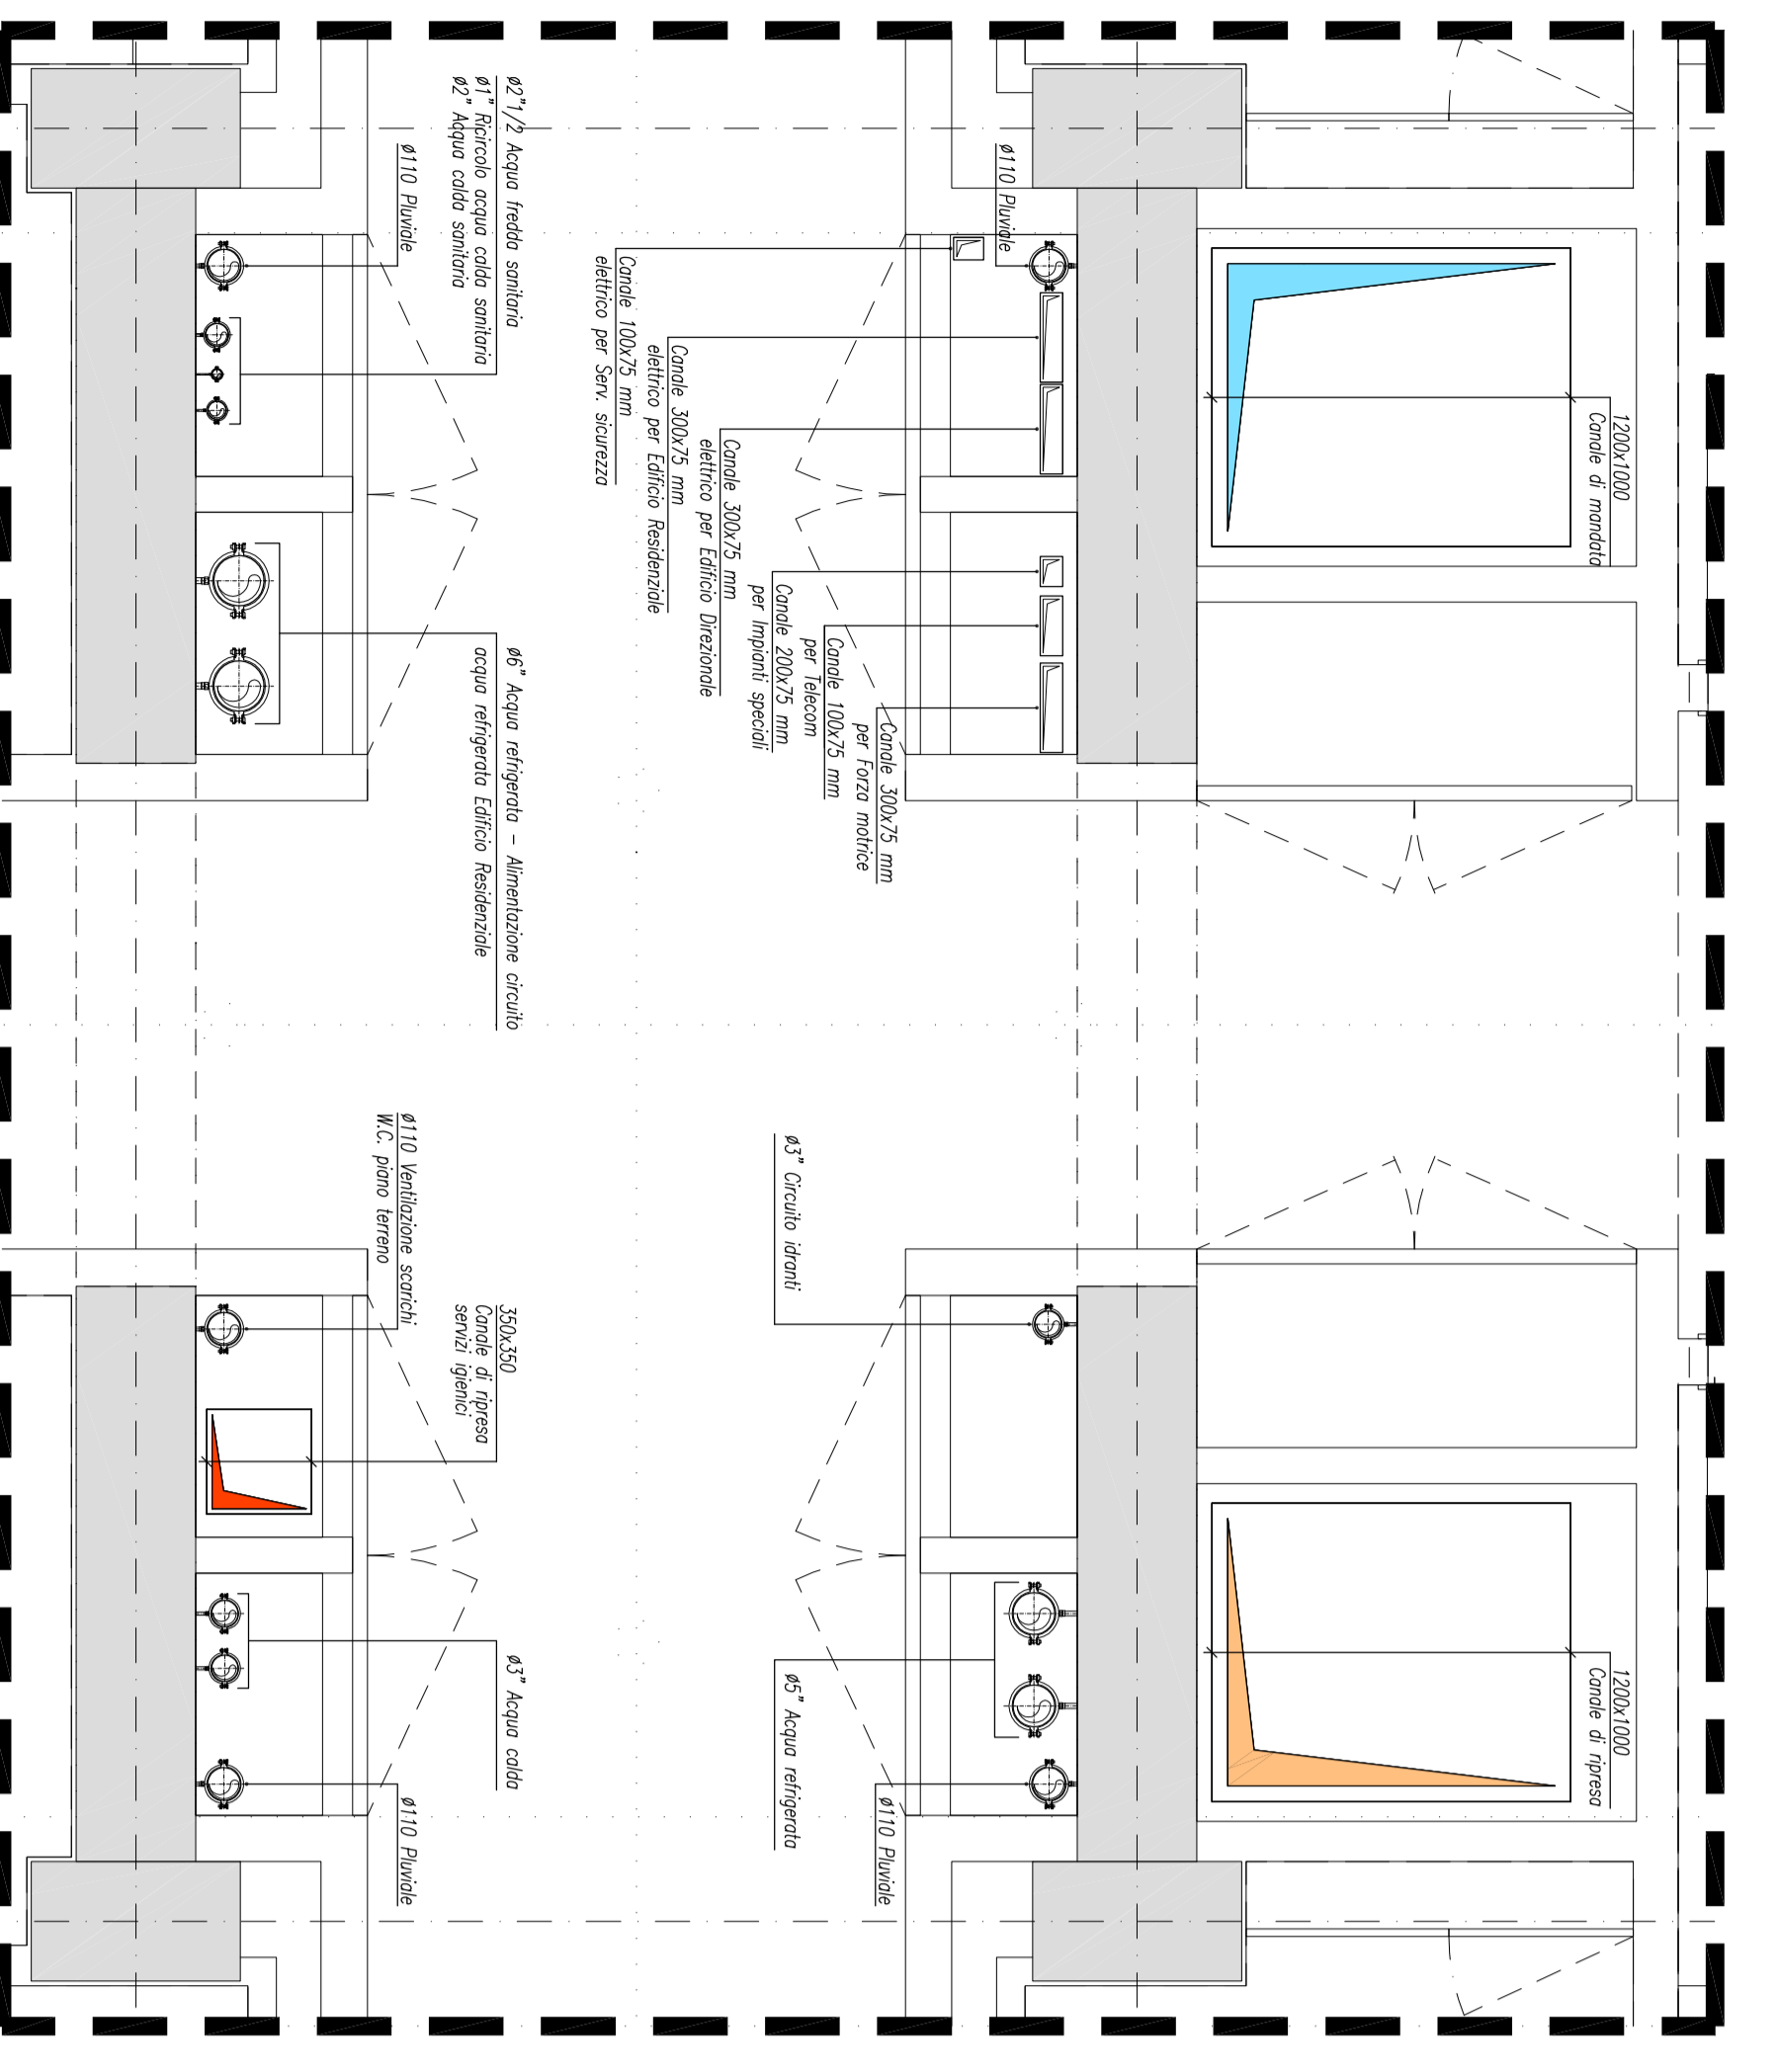 1200x1000
Canale di mandata
1200x1000
Canale di ripresa
ø110 Pluviale
Canale 300x75 mm
per Forza motrice
Canale 100x75 mm
per Telecom
Canale 200x75 mm
per Impianti speciali
Canale 300x75 mm
elettrico per Edificio Direzionale
Canale 300x75 mm
elettrico per Edificio Residenziale
Canale 100x75 mm
elettrico per Serv. sicurezza
ø110 Pluviale
ø3" Circuito idranti
ø5" Acqua refrigerata
ø2"1/2 Acqua fredda sanitaria
ø1" Ricircolo acqua calda sanitaria
ø2" Acqua calda sanitaria
ø6" Acqua refrigerata - Alimentazione circuito
acqua refrigerata Edificio Residenziale
350x350
Canale di ripresa
servizi igienici
ø3" Acqua calda
ø110 Pluviale
ø110 Ventilazione scarichi
W.C. piano terreno
ø110 Pluviale